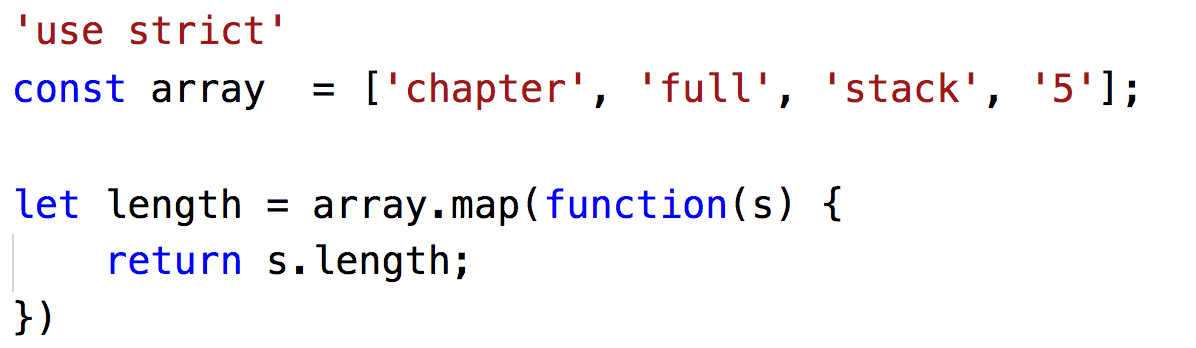 'use strict'
const array  = ['chapter', 'full', 'stack', '5'];
let length = array.map(function(s) {
    return s.length;
})